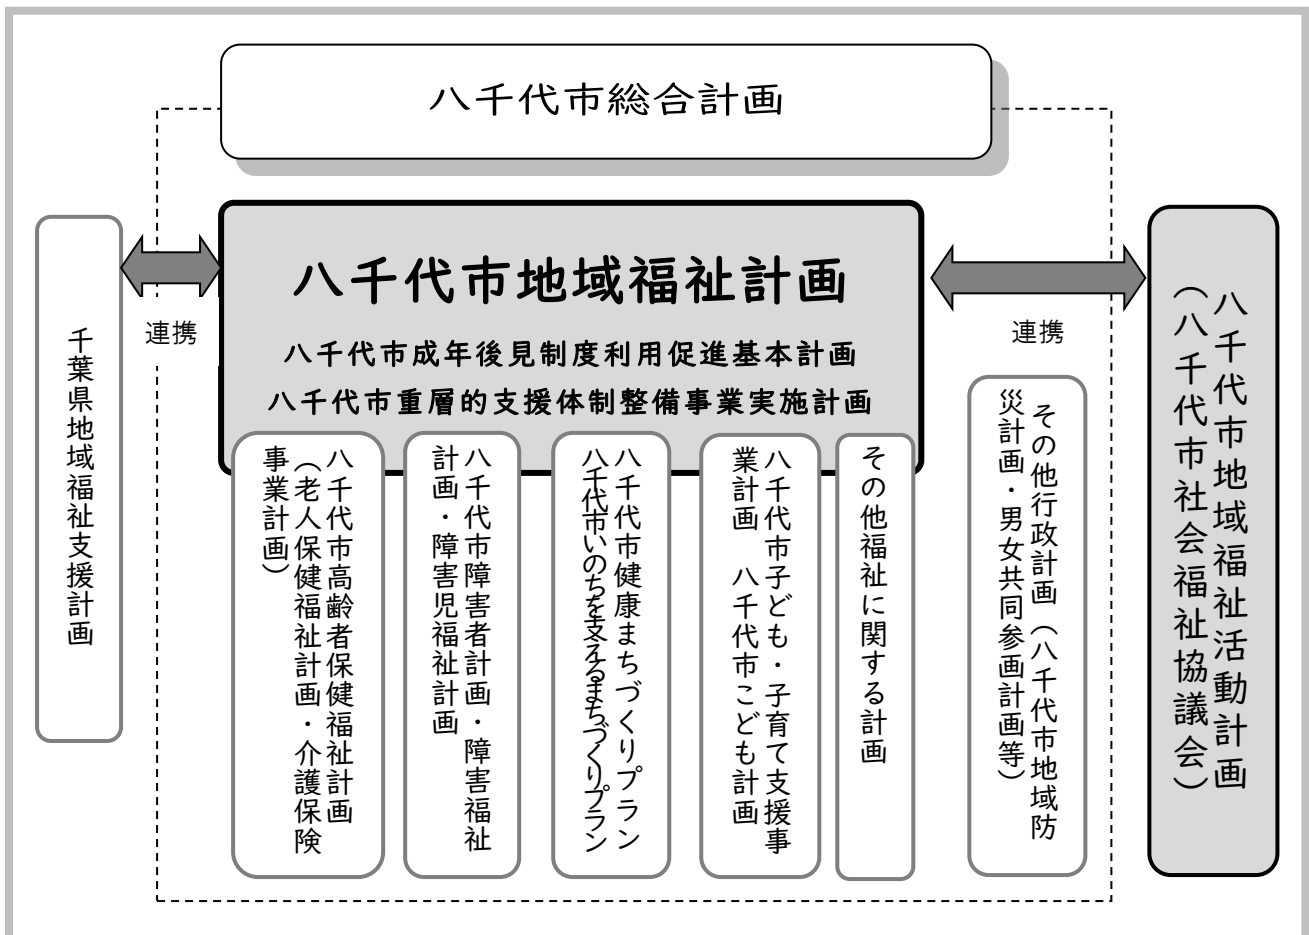 八千代市総合計画
八千代市地域福祉計画
八千代市成年後見制度利用促進基本計画
八千代市重層的支援体制整備事業実施計画
連携
連携
千葉県地域福祉支援計画
八千代市高齢者保健福祉計画
（老人保健福祉計画・介護保険
事業計画）
八千代市障害者計画・障害福祉
計画・障害児福祉計画
八千代市健康まちづくりプラン
八千代市いのちを支えるまちづくりプラン
八千代市子ども・子育て支援事
業計画　八千代市こども計画
その他福祉に関する計画
その他行政計画（八千代市地域防
災計画・男女共同参画計画等）
八千代市地域福祉活動計画
（八千代市社会福祉協議会）